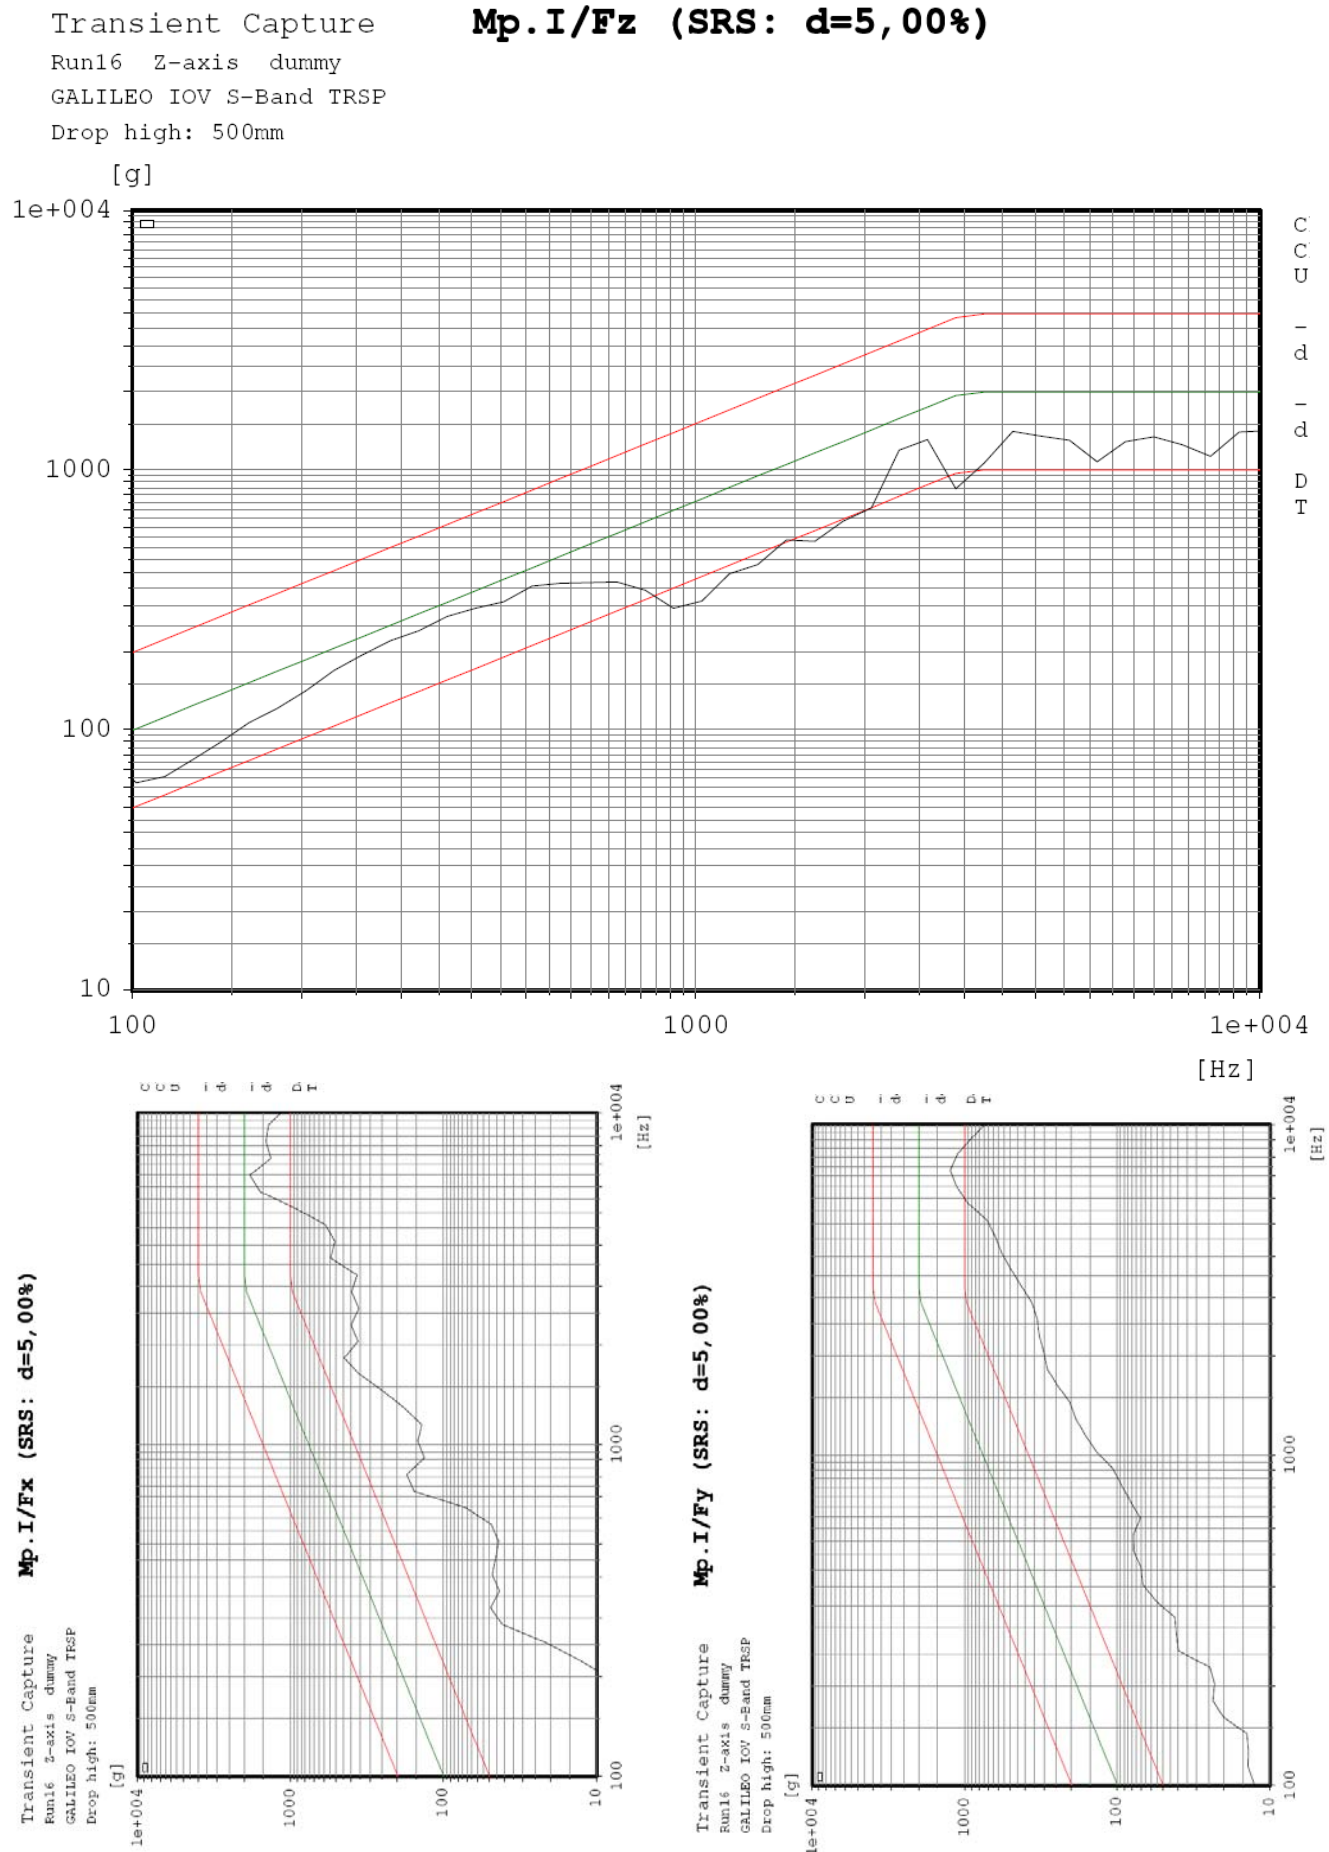 Transient Capture Mp.I/Fz (SRS: d=5,00%)
Run16 Z-axis dummy
GALILEO IOV S-Band TRSP
Drop high: 500mm
[g]
1e+004
1000
100
10
100 1000 1e+004
[Hz]
C
C
U
-
d
-
d
D
T
Transient Capture Mp.I/Fx (SRS: d=5,00%)
Run16 Z-axis dummy
GALILEO IOV S-Band TRSP
Drop high: 500mm
[g]
1e+004
1000
100
10
100 1000 1e+004
[Hz]
C
C
U
-
d
-
d
D
T
Transient Capture Mp.I/Fy (SRS: d=5,00%)
Run16 Z-axis dummy
GALILEO IOV S-Band TRSP
Drop high: 500mm
[g]
1e+004
1000
100
10
100 1000 1e+004
[Hz]
C
C
U
-
d
-
d
D
T